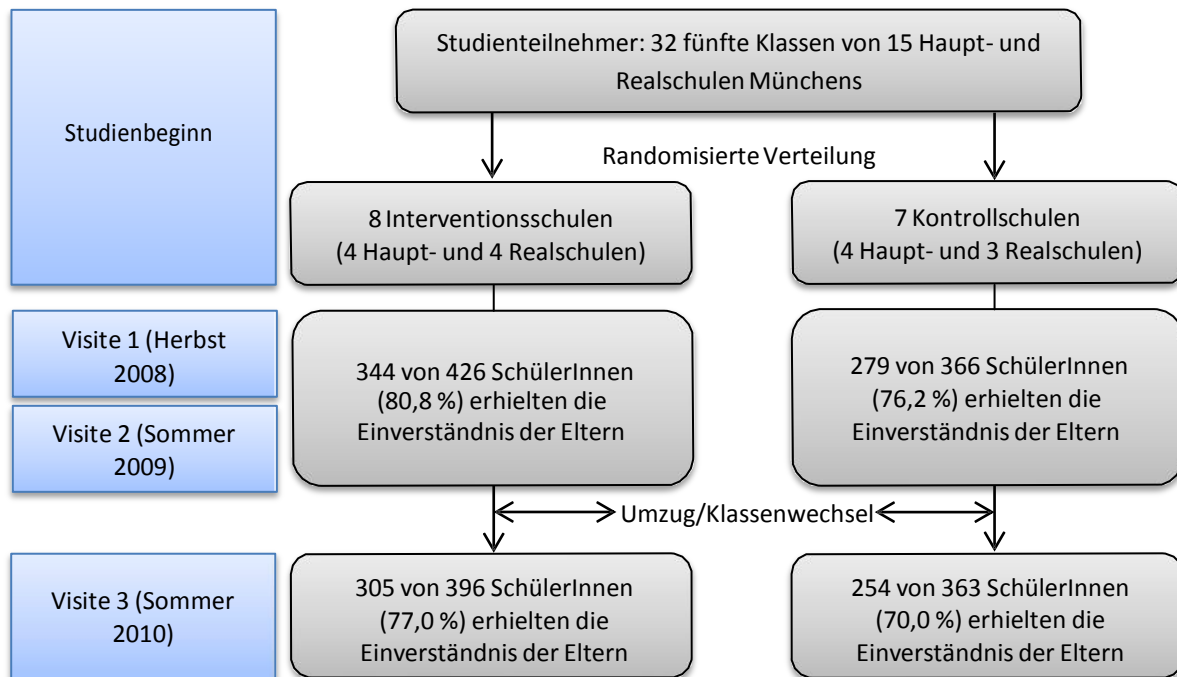 Studienteilnehmer: 32 fünfte Klassen von 15 Haupt- und
Realschulen Münchens
Studienbeginn
Randomisierte Verteilung
8 Interventionsschulen
(4 Haupt- und 4 Realschulen)
7 Kontrollschulen
(4 Haupt- und 3 Realschulen)
Visite 1 (Herbst
2008)
Visite 2 (Sommer
2009)
344 von 426 SchülerInnen
(80,8 %) erhielten die
Einverständnis der Eltern
279 von 366 SchülerInnen
(76,2 %) erhielten die
Einverständnis der Eltern
Umzug/Klassenwechsel
Visite 3 (Sommer
2010)
305 von 396 SchülerInnen
(77,0 %) erhielten die
Einverständnis der Eltern
254 von 363 SchülerInnen
(70,0 %) erhielten die
Einverständnis der Eltern